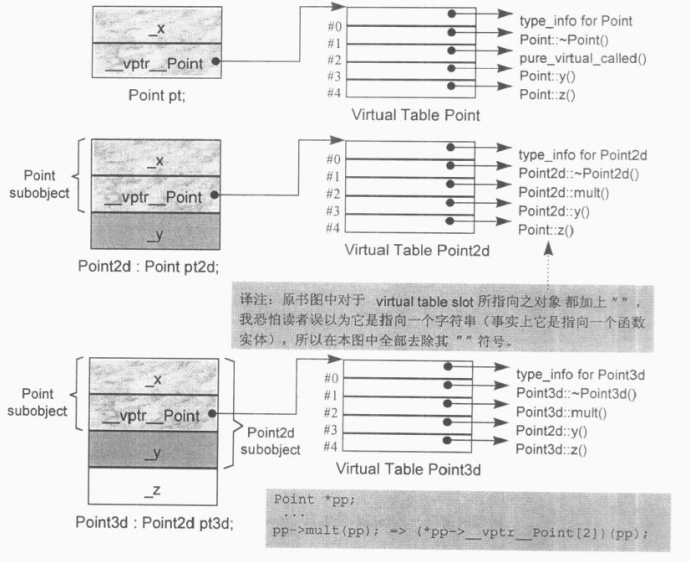 _x
__vptr__Point
Point pt;
#0
#1
#2
#3
#4
Virtual Table Point
type_info for Point
Point::~Point()
pure_virtual_called()
Point::y()
Point::z()
Point
subobject
_x
__vptr__Point
_y
Point2d : Point pt2d;
#0
#1
#2
#3
#4
Virtual Table Point2d
type_info for Point2d
Point2d::~Point2d()
Point2d::mult()
Point2d::y()
Point::z()
译注：原书图中对于 virtual table slot 所指向之对象 都加上 ″ ″，
我恐怕读者误以为它是指向一个字符串（事实上它是指向一个函数
实体），所以在本图中全部去除其 ″ ″ 符号。
Point
subobject
_x
__vptr__Point
_y
_z
Point2d
subobject
Point3d : Point2d pt3d;
#0
#1
#2
#3
#4
Virtual Table Point3d
type_info for Point3d
Point3d::~Point3d()
Point3d::mult()
Point2d::y()
Point3d::z()
Point *pp;
...
pp->mult(pp); => (*pp->__vptr__Point[2])(pp);